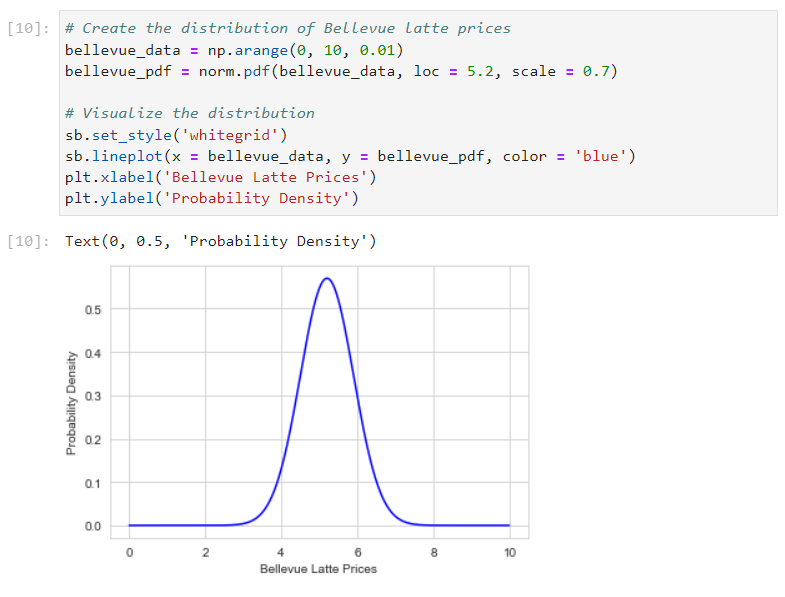 [10]: # Create the distribution of Bellevue latte prices
bellevue_data = np.arange(0, 10, 0.01)
bellevue_pdf = norm.pdf(bellevue_data, loc = 5.2, scale = 0.7)
# Visualize the distribution
sb.set_style('whitegrid')
sb.lineplot(x = bellevue_data, y = bellevue_pdf, color = 'blue')
plt.xlabel('Bellevue Latte Prices')
plt.ylabel('Probability Density')
[10]: Text(0, 0.5, 'Probability Density')
Probability Density
0.5
0.4
0.3
0.2
0.1
0.0
0 2 4 6 8 10
Bellevue Latte Prices